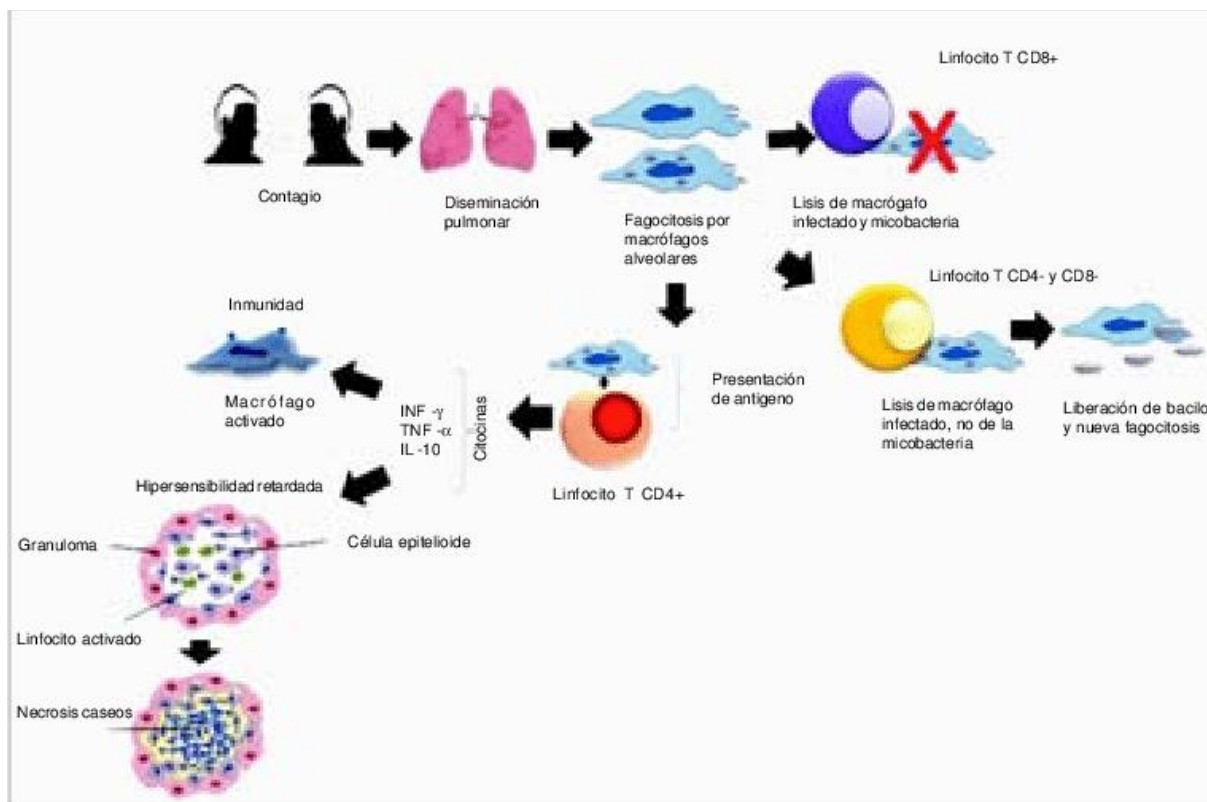 Linfocito T CD8+
Contagio
Diseminación
pulmonar
Fagocitosis por
macrófagos
alveolares
Lisis de macrógafo
infectado y micobacteria
Linfocito T CD4- y CD8-
Lisis de macrófago
infectado, no de la
micobacteria
Liberación de bacilo
y nueva fagocitosis
Presentación
de antigeno
Linfocito T CD4+
Citocinas
INF -γ
TNF -α
IL -10
Inmunidad
Macrófago
activado
Hipersensibilidad retardada
Granuloma
Célula epitelioide
Linfocito activado
Necrosis caseos